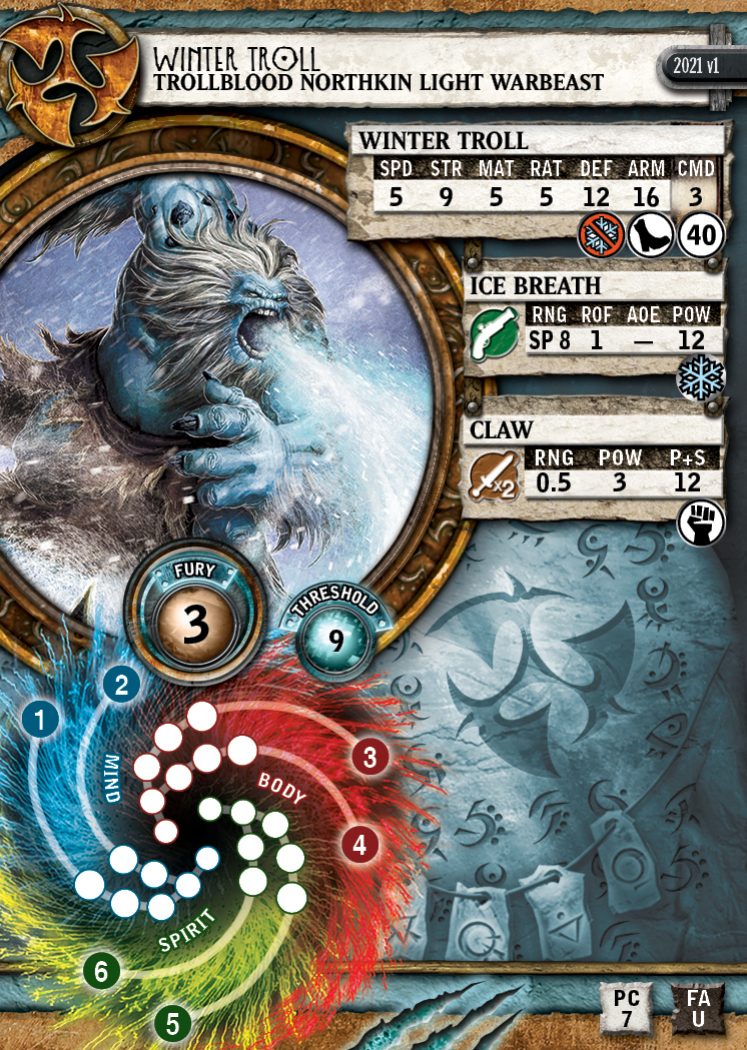 WINTER TROLL
TROLLBLOOD NORTHKIN LIGHT WARBEAST
2021 v1
WINTER TROLL
SPD STR MAT RAT DEF ARM CMD
5 9 5 5 12 16 3
40
ICE BREATH
RNG ROF AOE POW
SP 8 1 — 12
CLAW
RNG POW P+S
x2 0.5 3 12
FURY
3
THRESHOLD
9
2
1
MIND
BODY
3
4
SPIRIT
6
5
PC
7
FA
U